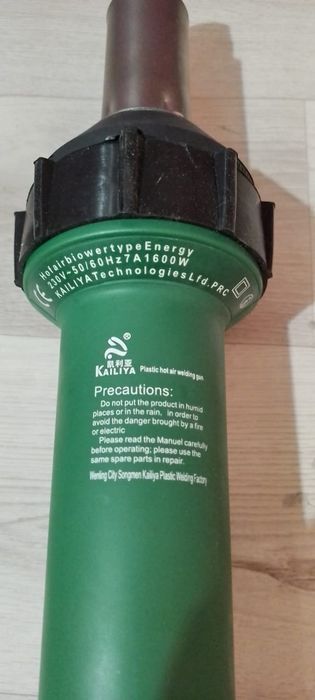 HotairbiowertypeEnergy
230V~50/60Hz7A1600W
KAILIYATechnologiesLfd.PRC
CE
®
凯利亚
KAILIYA Plastic hot air welding gun
Precautions:
Do not put the product in humid
places or in the rain. in order to
avoid the danger brought by a fire
or electric
Please read the Manuel carefully
before operating; please use the
same spare parts in repair.
Wenling City Songmen Kailiya Plastic Welding Factory